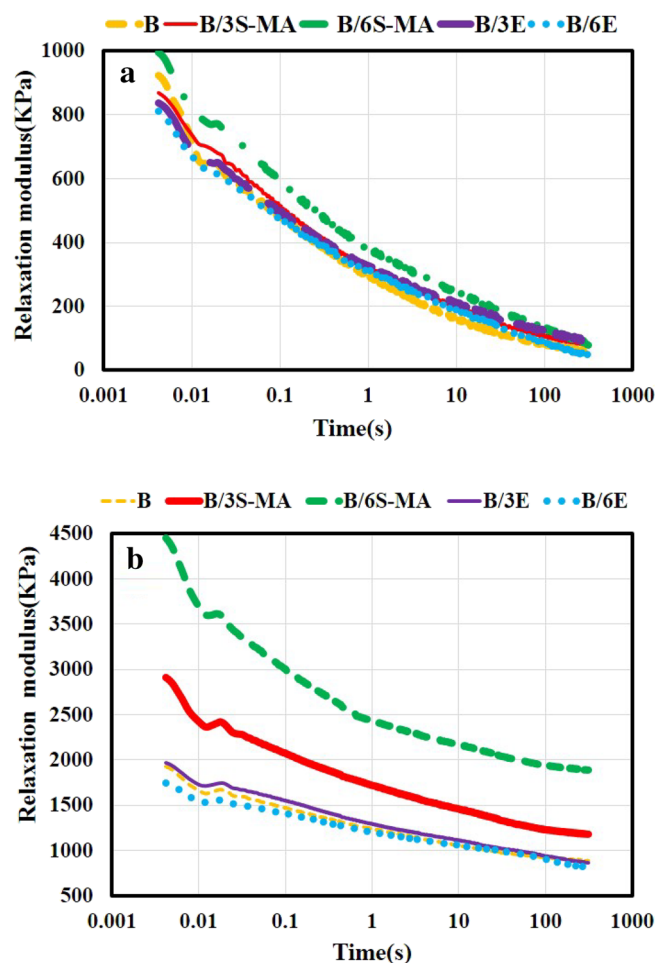 B B/3S-MA B/6S-MA B/3E B/6E
a
1000
800
600
400
200
0
Relaxation modulus(KPa)
0.001 0.01 0.1 1 10 100 1000
Time(s)
B B/3S-MA B/6S-MA B/3E B/6E
b
4500
4000
3500
3000
2500
2000
1500
1000
500
Relaxation modulus(KPa)
0.001 0.01 0.1 1 10 100 1000
Time(s)